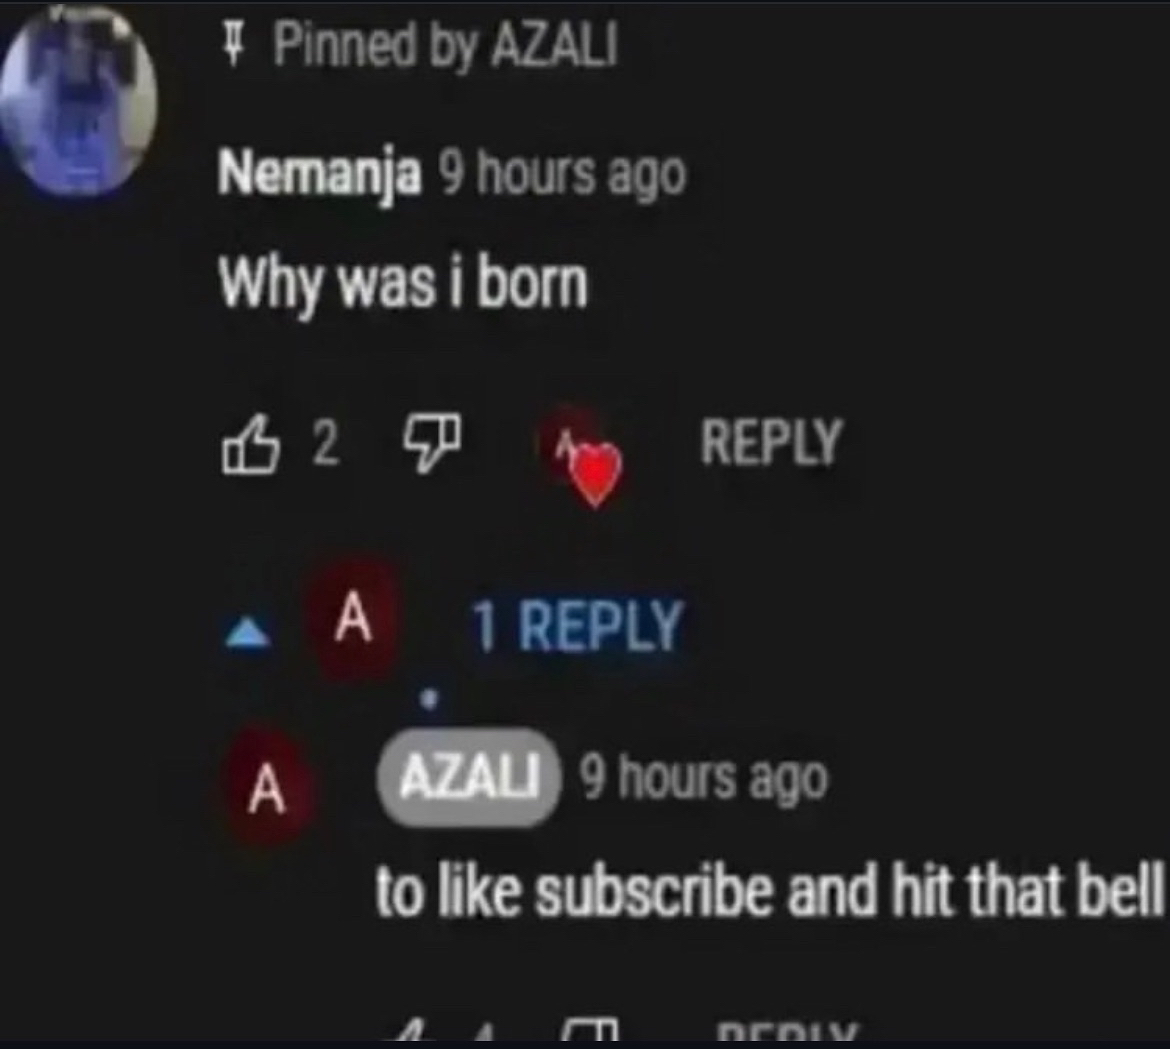 Pinned by AZALI
Nemanja 9 hours ago
Why was i born
2 REPLY
A 1 REPLY
A AZALI 9 hours ago
to like subscribe and hit that bell
REPLY